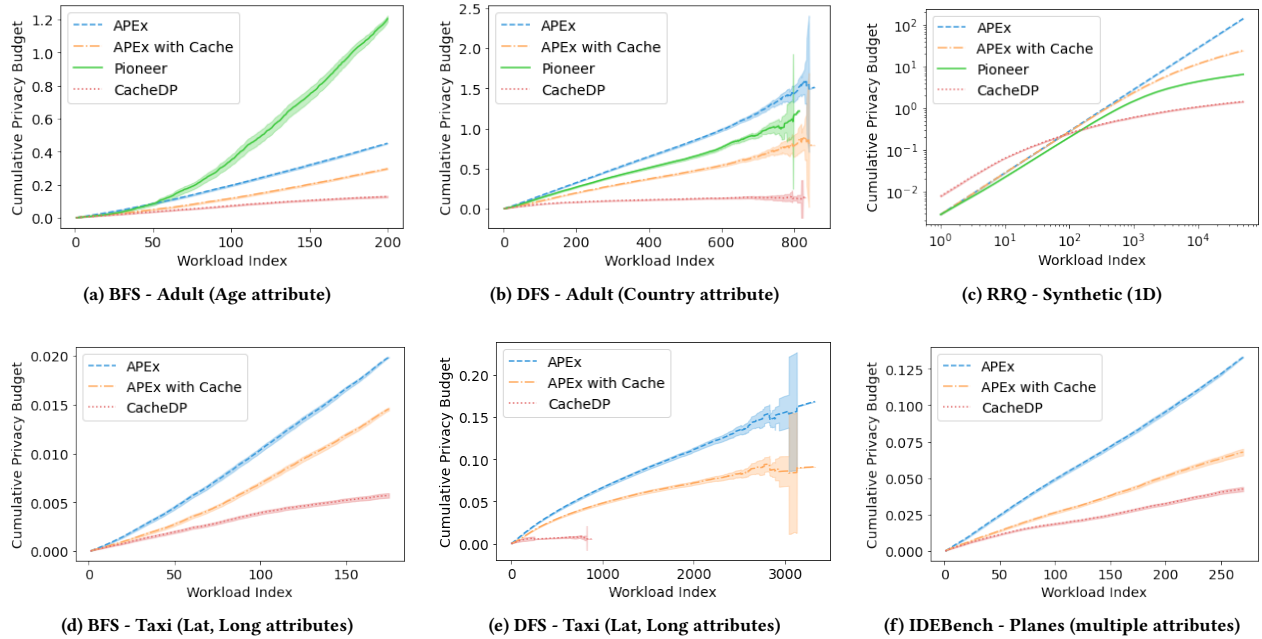 Cumulative Privacy Budget
1.2
1.0
0.8
0.6
0.4
0.2
0.0
APEx
APEx with Cache
Pioneer
CacheDP
0 50 100 150 200
Workload Index
(a) BFS - Adult (Age attribute)
Cumulative Privacy Budget
2.5
2.0
1.5
1.0
0.5
0.0
APEx
APEx with Cache
Pioneer
CacheDP
0 200 400 600 800
Workload Index
(b) DFS - Adult (Country attribute)
Cumulative Privacy Budget
10²
10¹
10⁰
10⁻¹
10⁻²
APEx
APEx with Cache
Pioneer
CacheDP
10⁰ 10¹ 10² 10³ 10⁴
Workload Index
(c) RRQ - Synthetic (1D)
Cumulative Privacy Budget
0.020
0.015
0.010
0.005
0.000
APEx
APEx with Cache
CacheDP
0 50 100 150
Workload Index
(d) BFS - Taxi (Lat, Long attributes)
Cumulative Privacy Budget
0.20
0.15
0.10
0.05
0.00
APEx
APEx with Cache
CacheDP
0 1000 2000 3000
Workload Index
(e) DFS - Taxi (Lat, Long attributes)
Cumulative Privacy Budget
0.125
0.100
0.075
0.050
0.025
0.000
APEx
APEx with Cache
CacheDP
0 50 100 150 200 250
Workload Index
(f) IDEBench - Planes (multiple attributes)